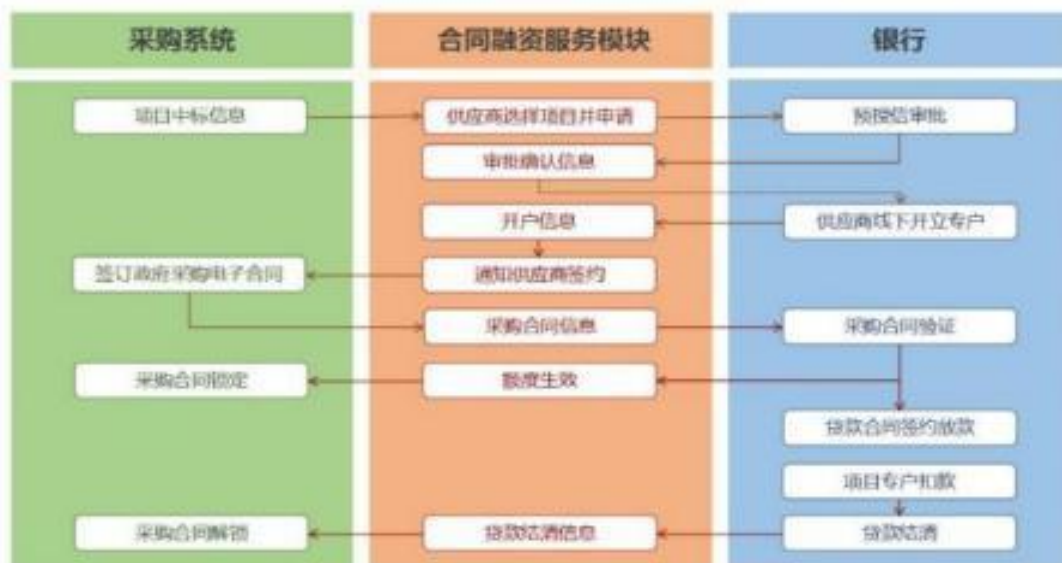 采购系统
合同融资服务模块
银行
项目中标信息
供应商选择项目并申请
预授信审批
审批确认信息
开户信息
供应商线下开立专户
签订政府采购电子合同
通知供应商签约
采购合同信息
采购合同验证
采购合同锁定
额度生效
贷款合同签约放款
项目专户扣款
采购合同解锁
贷款结清信息
贷款结清